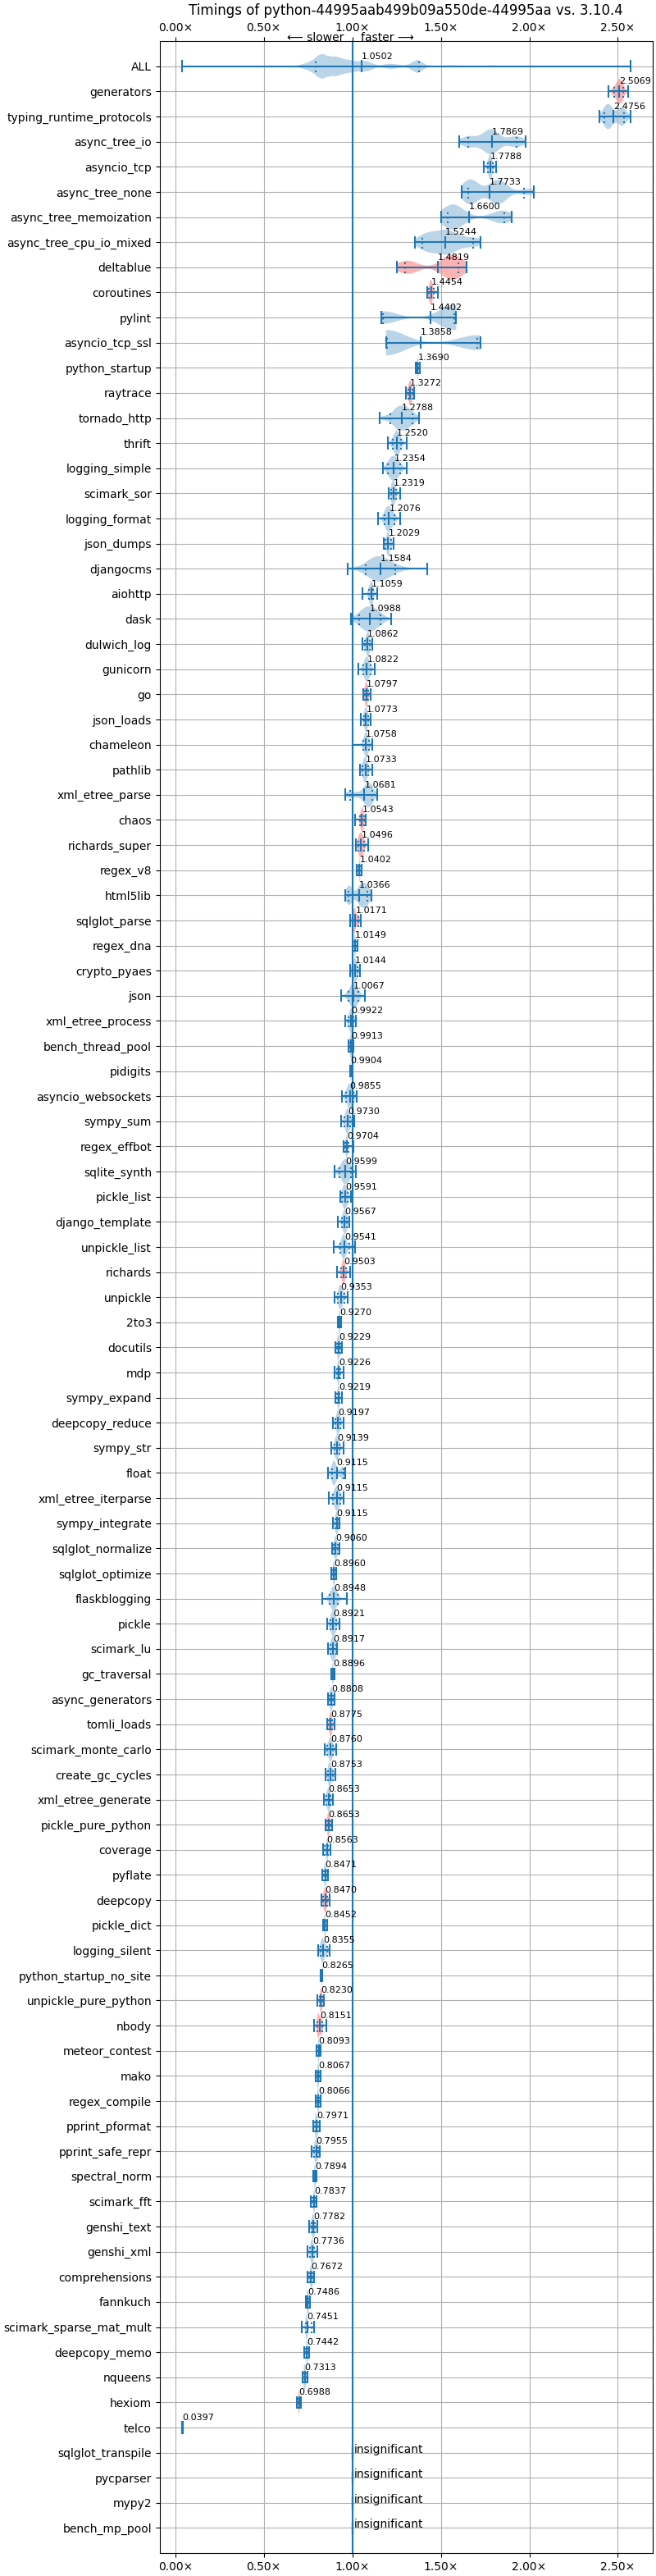 Timings of python-44995aab499b09a550de-44995aa vs. 3.10.4
0.00× 0.50× 1.00× 1.50× 2.00× 2.50×
⟵ slower faster ⟶
ALL 1.0502
generators 2.5069
typing_runtime_protocols 2.4756
async_tree_io 1.7869
asyncio_tcp 1.7788
async_tree_none 1.7733
async_tree_memoization 1.6600
async_tree_cpu_io_mixed 1.5244
deltablue 1.4819
coroutines 1.4454
pylint 1.4402
asyncio_tcp_ssl 1.3858
python_startup 1.3690
raytrace 1.3272
tornado_http 1.2788
thrift 1.2520
logging_simple 1.2354
scimark_sor 1.2319
logging_format 1.2076
json_dumps 1.2029
djangocms 1.1584
aiohttp 1.1059
dask 1.0988
dulwich_log 1.0862
gunicorn 1.0822
go 1.0797
json_loads 1.0773
chameleon 1.0758
pathlib 1.0733
xml_etree_parse 1.0681
chaos 1.0543
richards_super 1.0496
regex_v8 1.0402
html5lib 1.0366
sqlglot_parse 1.0171
regex_dna 1.0149
crypto_pyaes 1.0144
json 1.0067
xml_etree_process 0.9922
bench_thread_pool 0.9913
pidigits 0.9904
asyncio_websockets 0.9855
sympy_sum 0.9730
regex_effbot 0.9704
sqlite_synth 0.9599
pickle_list 0.9591
django_template 0.9567
unpickle_list 0.9541
richards 0.9503
unpickle 0.9353
2to3 0.9270
docutils 0.9229
mdp 0.9226
sympy_expand 0.9219
deepcopy_reduce 0.9197
sympy_str 0.9139
float 0.9115
xml_etree_iterparse 0.9115
sympy_integrate 0.9115
sqlglot_normalize 0.9060
sqlglot_optimize 0.8960
flaskblogging 0.8948
pickle 0.8921
scimark_lu 0.8917
gc_traversal 0.8896
async_generators 0.8808
tomli_loads 0.8775
scimark_monte_carlo 0.8760
create_gc_cycles 0.8753
xml_etree_generate 0.8653
pickle_pure_python 0.8653
coverage 0.8563
pyflate 0.8471
deepcopy 0.8470
pickle_dict 0.8452
logging_silent 0.8355
python_startup_no_site 0.8265
unpickle_pure_python 0.8230
nbody 0.8151
meteor_contest 0.8093
mako 0.8067
regex_compile 0.8066
pprint_pformat 0.7971
pprint_safe_repr 0.7955
spectral_norm 0.7894
scimark_fft 0.7837
genshi_text 0.7782
genshi_xml 0.7736
comprehensions 0.7672
fannkuch 0.7486
scimark_sparse_mat_mult 0.7451
deepcopy_memo 0.7442
nqueens 0.7313
hexiom 0.6988
telco 0.0397
sqlglot_transpile insignificant
pycparser insignificant
mypy2 insignificant
bench_mp_pool insignificant
0.00× 0.50× 1.00× 1.50× 2.00× 2.50×